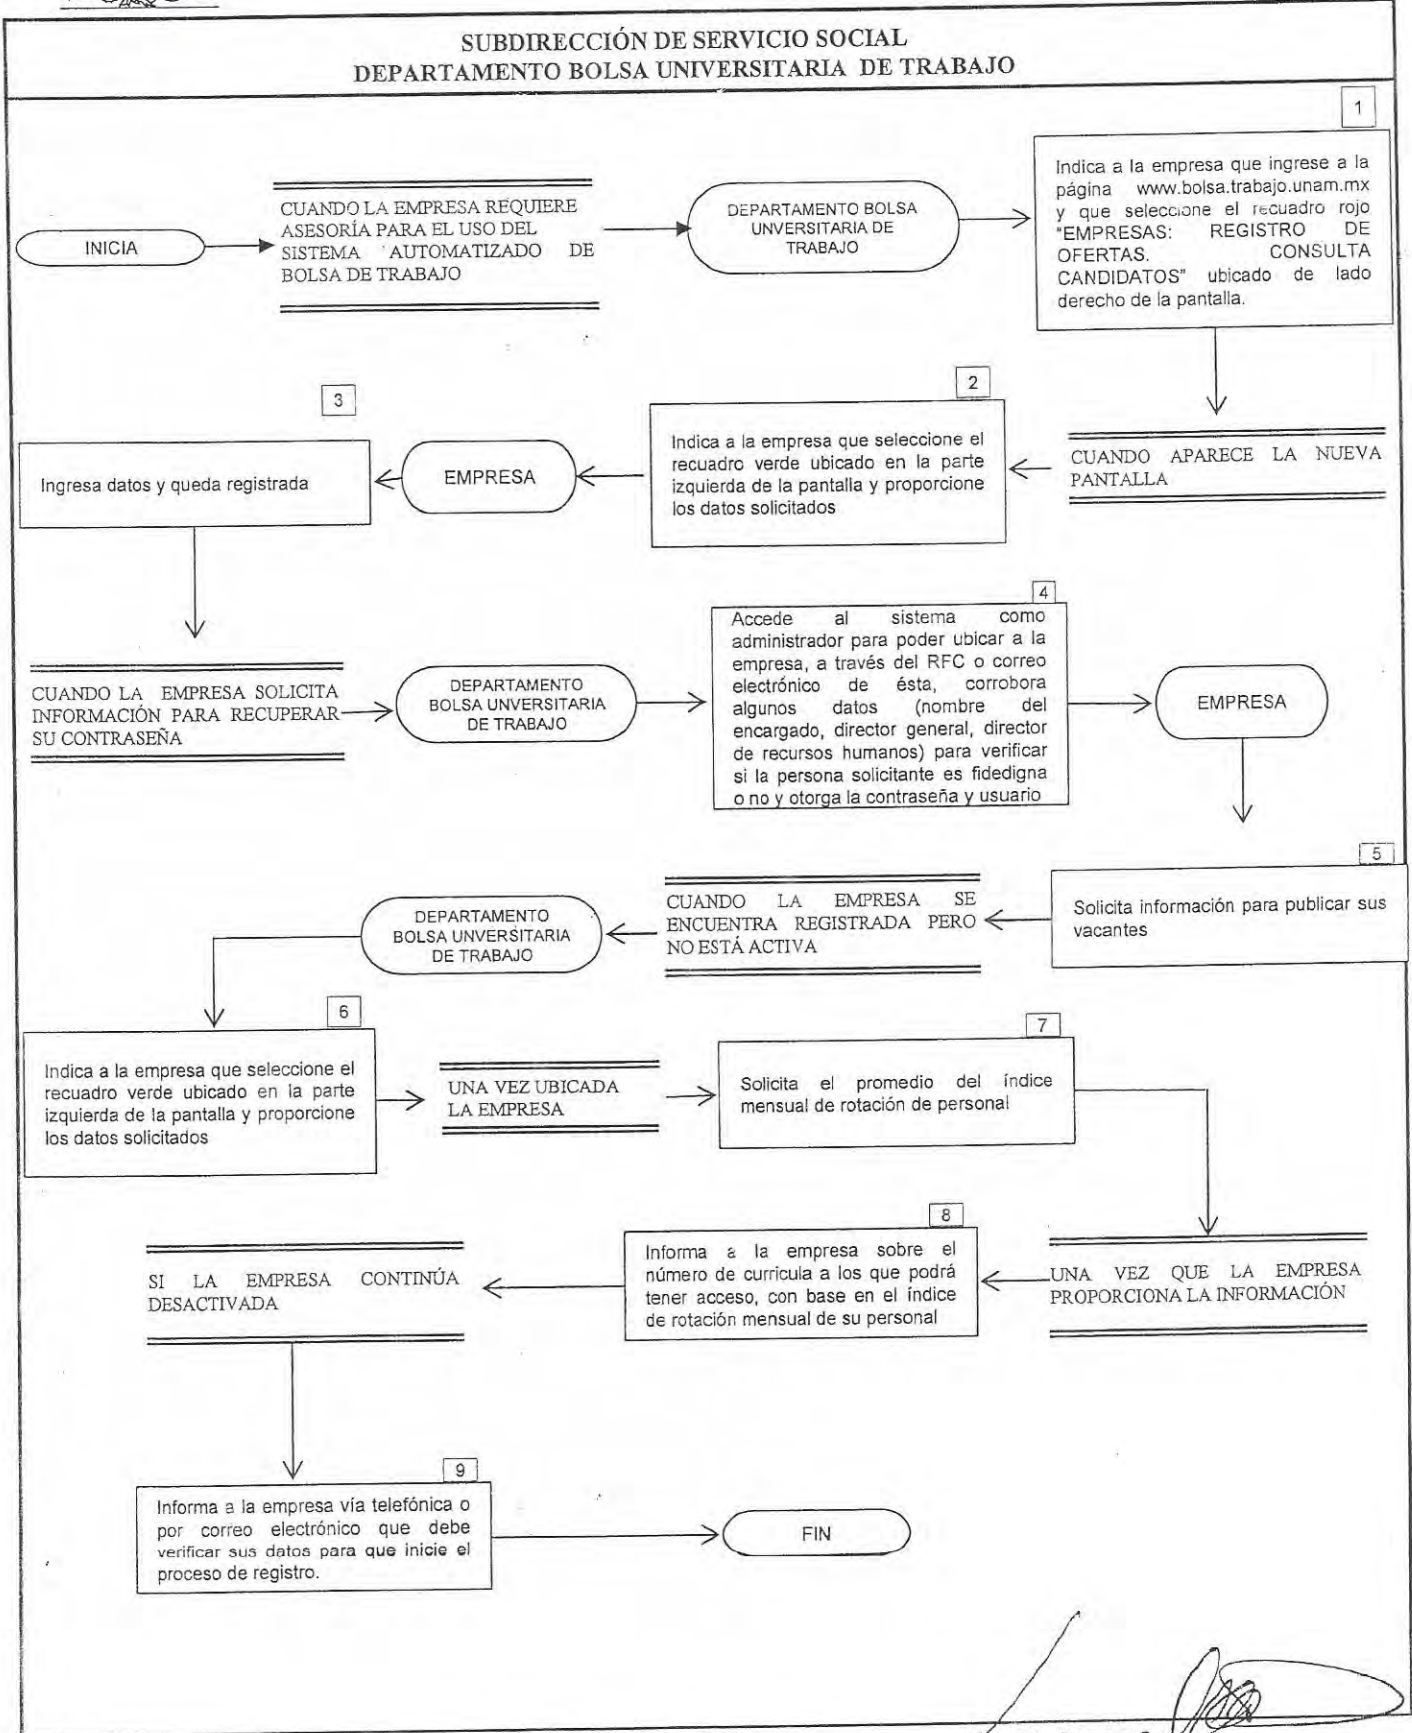 SUBDIRECCIÓN DE SERVICIO SOCIAL
DEPARTAMENTO BOLSA UNIVERSITARIA DE TRABAJO
INICIA
CUANDO LA EMPRESA REQUIERE
ASESORÍA PARA EL USO DEL
SISTEMA AUTOMATIZADO DE
BOLSA DE TRABAJO
DEPARTAMENTO BOLSA
UNVERSITARIA DE
TRABAJO
1
Indica a la empresa que ingrese a la
página www.bolsa.trabajo.unam.mx
y que seleccione el recuadro rojo
"EMPRESAS: REGISTRO DE
OFERTAS. CONSULTA
CANDIDATOS" ubicado de lado
derecho de la pantalla.
CUANDO APARECE LA NUEVA
PANTALLA
2
Indica a la empresa que seleccione el
recuadro verde ubicado en la parte
izquierda de la pantalla y proporcione
los datos solicitados
EMPRESA
3
Ingresa datos y queda registrada
CUANDO LA EMPRESA SOLICITA
INFORMACIÓN PARA RECUPERAR
SU CONTRASEÑA
DEPARTAMENTO
BOLSA UNVERSITARIA
DE TRABAJO
4
Accede al sistema como
administrador para poder ubicar a la
empresa, a través del RFC o correo
electrónico de ésta, corrobora
algunos datos (nombre del
encargado, director general, director
de recursos humanos) para verificar
si la persona solicitante es fidedigna
o no y otorga la contraseña y usuario
EMPRESA
5
Solicita información para publicar sus
vacantes
CUANDO LA EMPRESA SE
ENCUENTRA REGISTRADA PERO
NO ESTÁ ACTIVA
DEPARTAMENTO
BOLSA UNVERSITARIA
DE TRABAJO
6
Indica a la empresa que seleccione el
recuadro verde ubicado en la parte
izquierda de la pantalla y proporcione
los datos solicitados
UNA VEZ UBICADA
LA EMPRESA
7
Solicita el promedio del índice
mensual de rotación de personal
UNA VEZ QUE LA EMPRESA
PROPORCIONA LA INFORMACIÓN
8
Informa a la empresa sobre el
número de curricula a los que podrá
tener acceso, con base en el índice
de rotación mensual de su personal
SI LA EMPRESA CONTINÚA
DESACTIVADA
9
Informa a la empresa vía telefónica o
por correo electrónico que debe
verificar sus datos para que inicie el
proceso de registro.
FIN